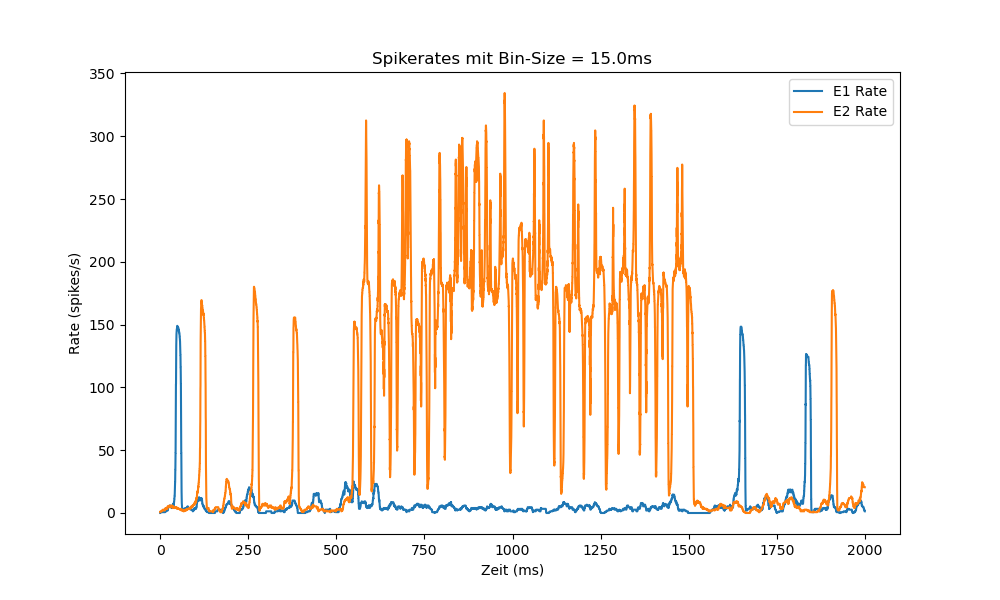 Spikerates mit Bin-Size = 15.0ms
E1 Rate
E2 Rate
Rate (spikes/s)
350
300
250
200
150
100
50
0
0 250 500 750 1000 1250 1500 1750 2000
Zeit (ms)